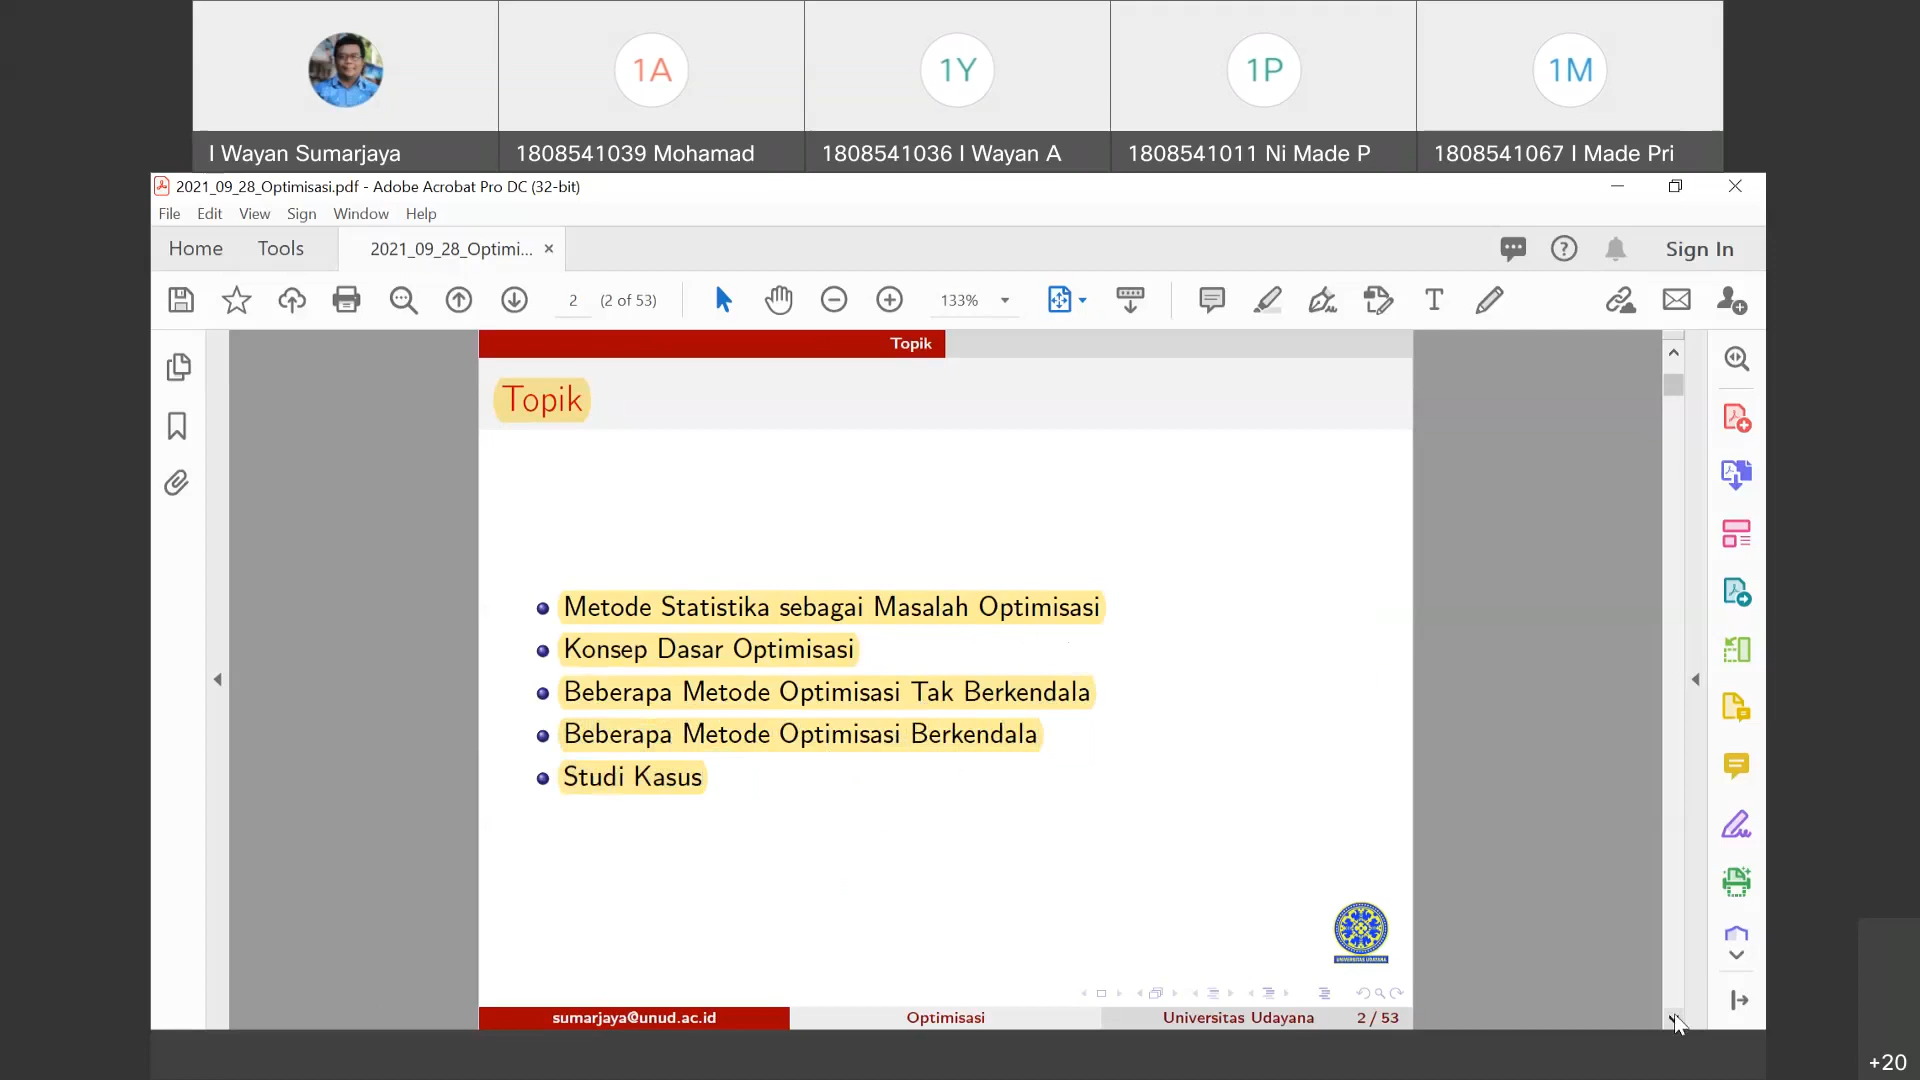 1A
1Y
1P
1M
I Wayan Sumarjaya
1808541039 Mohamad
1808541036 I Wayan A
1808541011 Ni Made P
1808541067 I Made Pri
2021_09_28_Optimisasi.pdf - Adobe Acrobat Pro DC (32-bit)
File Edit View Sign Window Help
Home Tools 2021_09_28_Optimi... × Sign In
2 (2 of 53) 133%
Topik
Topik
Metode Statistika sebagai Masalah Optimisasi
Konsep Dasar Optimisasi
Beberapa Metode Optimisasi Tak Berkendala
Beberapa Metode Optimisasi Berkendala
Studi Kasus
UNIVERSITAS UDAYANA
sumarjaya@unud.ac.id Optimisasi Universitas Udayana 2 / 53
+20